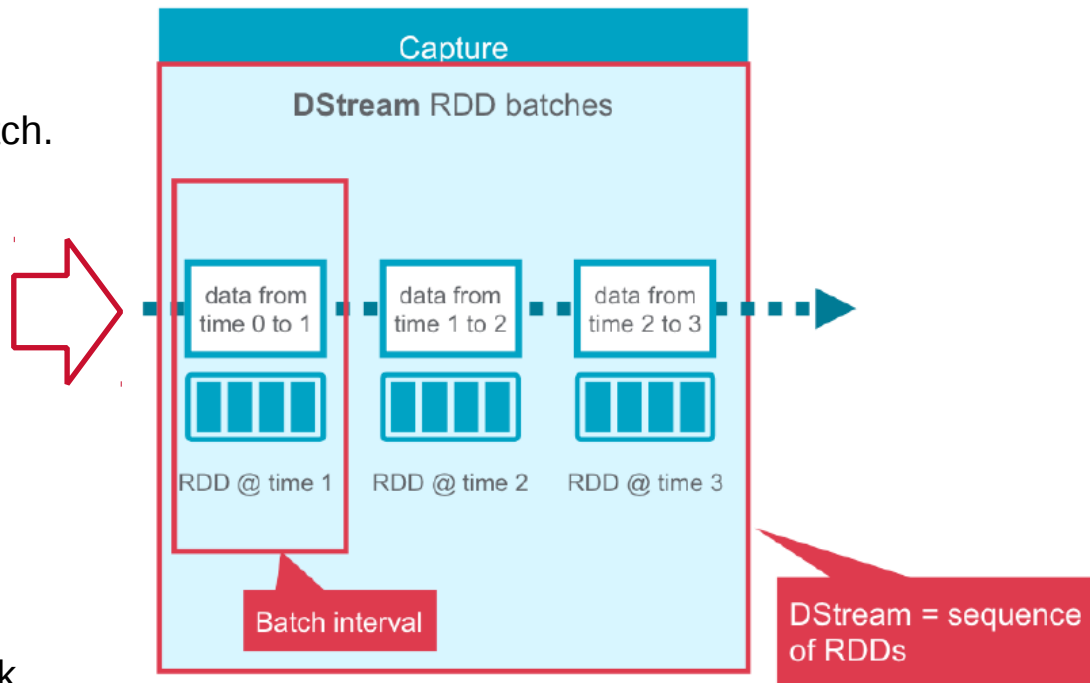 Capture
DStream RDD batches
ch.
data from
time 0 to 1
data from
time 1 to 2
data from
time 2 to 3
RDD @ time 1
RDD @ time 2
RDD @ time 3
Batch interval
DStream = sequence
of RDDs
k